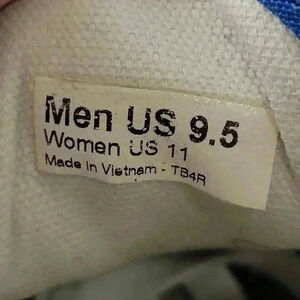 Men US 9.5
Women US 11
Made in Vietnam - TB4R